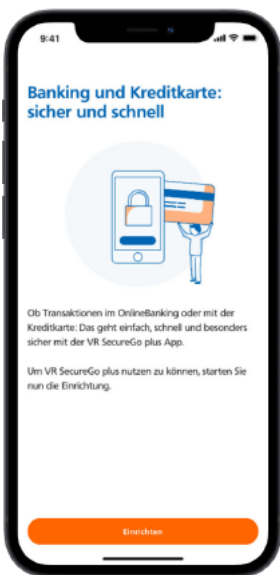 9:41
Banking und Kreditkarte:
sicher und schnell
Ob Transaktionen im OnlineBanking oder mit der
Kreditkarte: Das geht einfach, schnell und besonders
sicher mit der VR SecureGo plus App.
Um VR SecureGo plus nutzen zu können, starten Sie
nun die Einrichtung.
Einrichten